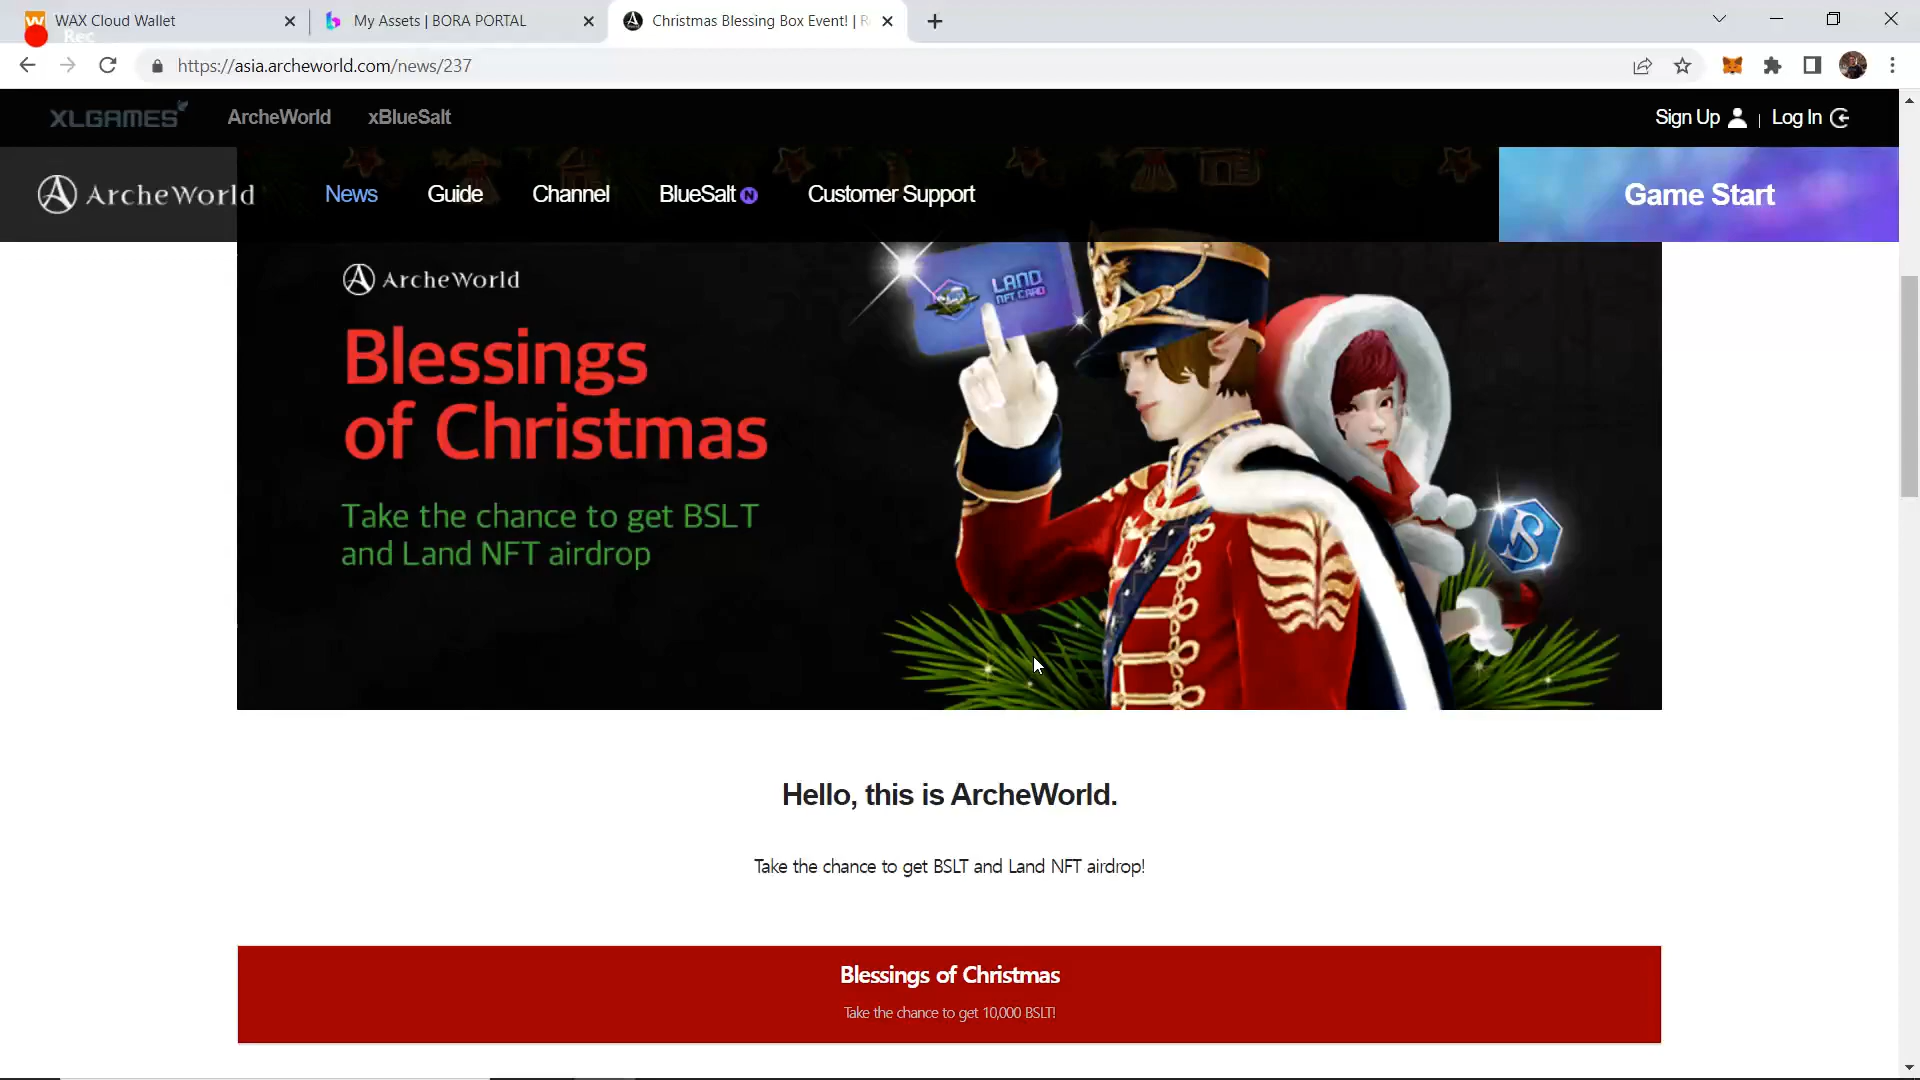 WAX Cloud Wallet
My Assets | BORA PORTAL
Christmas Blessing Box Event! | R
Rec
https://asia.archeworld.com/news/237
XLGAMES
ArcheWorld
xBlueSalt
Sign Up
|
Log In
ArcheWorld
News
Guide
Channel
BlueSalt N
Customer Support
Game Start
ArcheWorld
LAND
NFT CARD
Blessings
of Christmas
Take the chance to get BSLT
and Land NFT airdrop
Hello, this is ArcheWorld.
Take the chance to get BSLT and Land NFT airdrop!
Blessings of Christmas
Take the chance to get 10,000 BSLT!